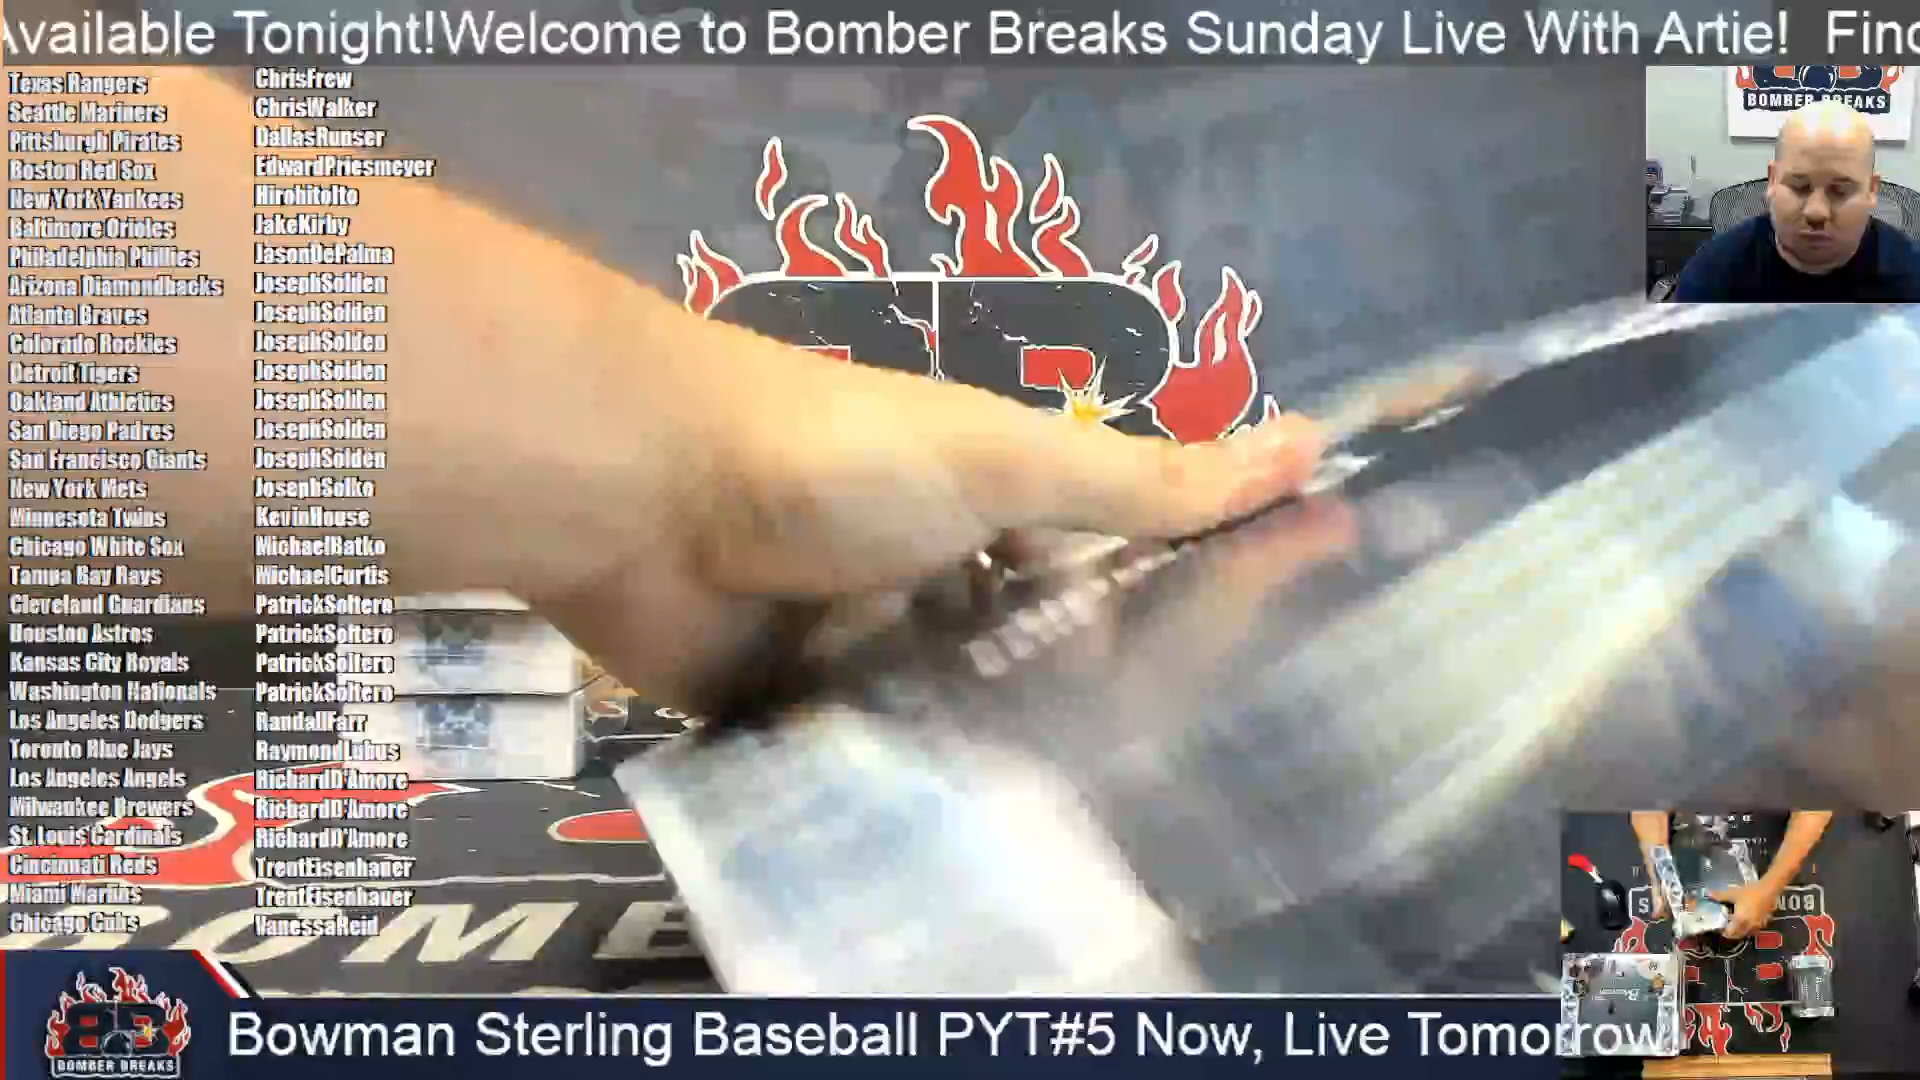 Available Tonight!Welcome to Bomber Breaks Sunday Live With Artie! Find
BOMBER BREAKS
Texas Rangers ChrisFrew
Seattle Mariners ChrisWalker
Pittsburgh Pirates DallasRunser
Boston Red Sox EdwardPriesmeyer
New York Yankees HirohitoIto
Baltimore Orioles JakeKirby
Philadelphia Phillies JasonDePalma
Arizona Diamondbacks JosephSolden
Atlanta Braves JosephSolden
Colorado Rockies JosephSolden
Detroit Tigers JosephSolden
Oakland Athletics JosephSolden
San Diego Padres JosephSolden
San Francisco Giants JosephSolden
New York Mets JosephSolko
Minnesota Twins KevinHouse
Chicago White Sox MichaelBatko
Tampa Bay Rays MichaelCurtis
Cleveland Guardians PatrickSoltero
Houston Astros PatrickSoltero
Kansas City Royals PatrickSoltero
Washington Nationals PatrickSoltero
Los Angeles Dodgers RandallFarr
Toronto Blue Jays RaymondLubus
Los Angeles Angels RichardD'Amore
Milwaukee Brewers RichardD'Amore
St. Louis Cardinals RichardD'Amore
Cincinnati Reds TrentEisenhauer
Miami Marlins TrentEisenhauer
Chicago Cubs VanessaReid
BOMB
BOMBER BREAKS
Bowman Sterling Baseball PYT#5 Now, Live Tomorrow